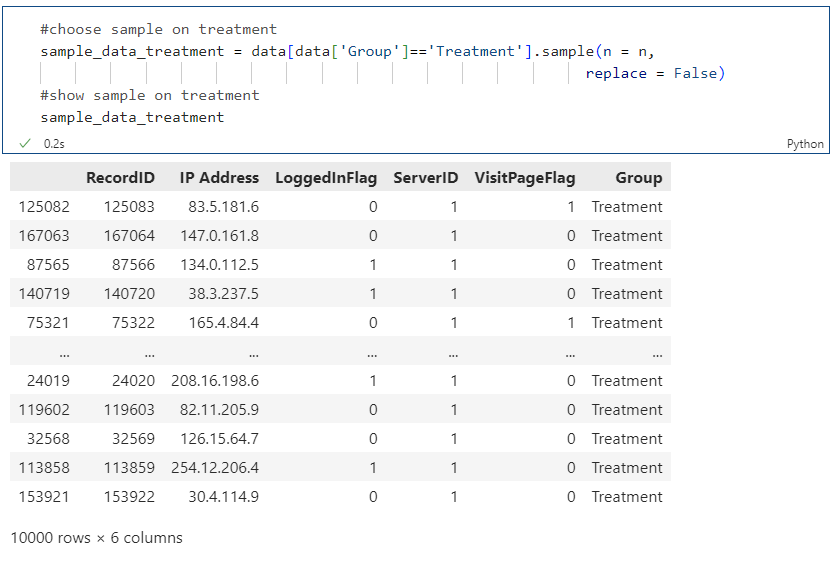 #choose sample on treatment
sample_data_treatment = data[data['Group']=='Treatment'].sample(n = n,
replace = False)
#show sample on treatment
sample_data_treatment
0.2s Python
RecordID IP Address LoggedInFlag ServerID VisitPageFlag Group
125082 125083 83.5.181.6 0 1 1 Treatment
167063 167064 147.0.161.8 0 1 0 Treatment
87565 87566 134.0.112.5 1 1 0 Treatment
140719 140720 38.3.237.5 1 1 0 Treatment
75321 75322 165.4.84.4 0 1 1 Treatment
... ... ... ... ... ... ...
24019 24020 208.16.198.6 1 1 0 Treatment
119602 119603 82.11.205.9 0 1 0 Treatment
32568 32569 126.15.64.7 0 1 0 Treatment
113858 113859 254.12.206.4 1 1 0 Treatment
153921 153922 30.4.114.9 0 1 0 Treatment
10000 rows × 6 columns